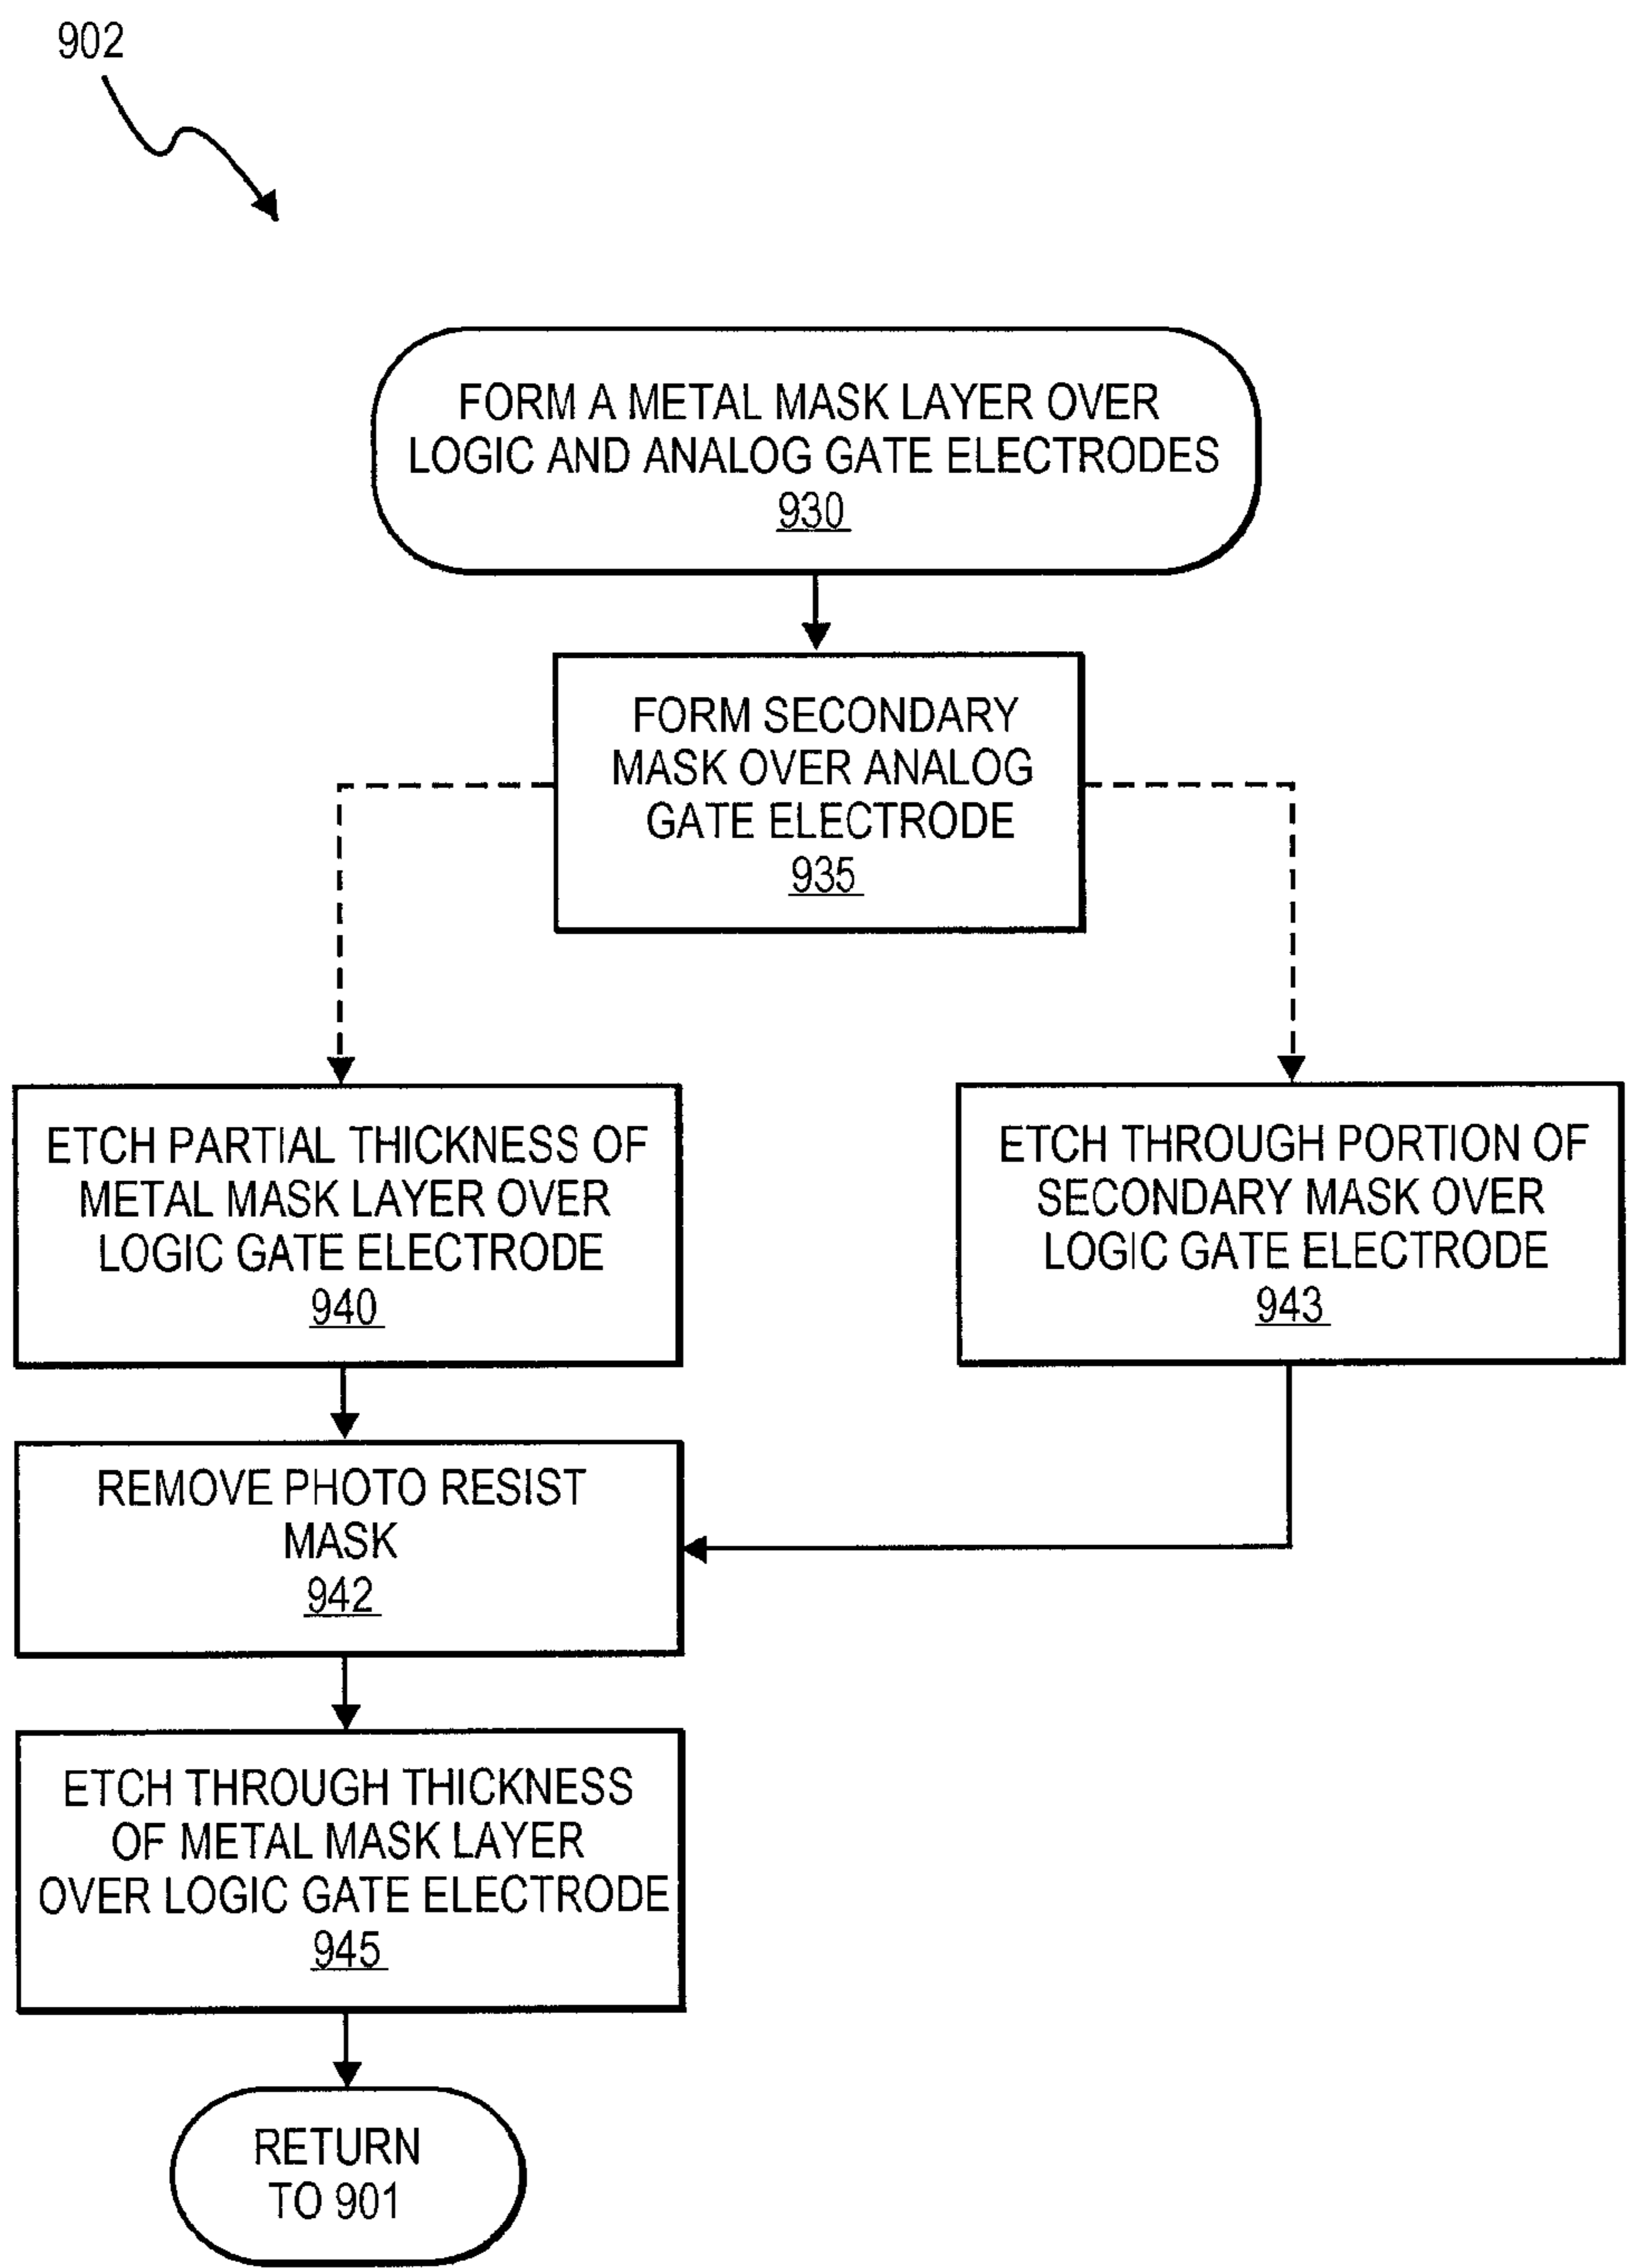 902
FORM A METAL MASK LAYER OVER
LOGIC AND ANALOG GATE ELECTRODES
930
FORM SECONDARY
MASK OVER ANALOG
GATE ELECTRODE
935
ETCH PARTIAL THICKNESS OF
METAL MASK LAYER OVER
LOGIC GATE ELECTRODE
940
ETCH THROUGH PORTION OF
SECONDARY MASK OVER
LOGIC GATE ELECTRODE
943
REMOVE PHOTO RESIST
MASK
942
ETCH THROUGH THICKNESS
OF METAL MASK LAYER
OVER LOGIC GATE ELECTRODE
945
RETURN
TO 901